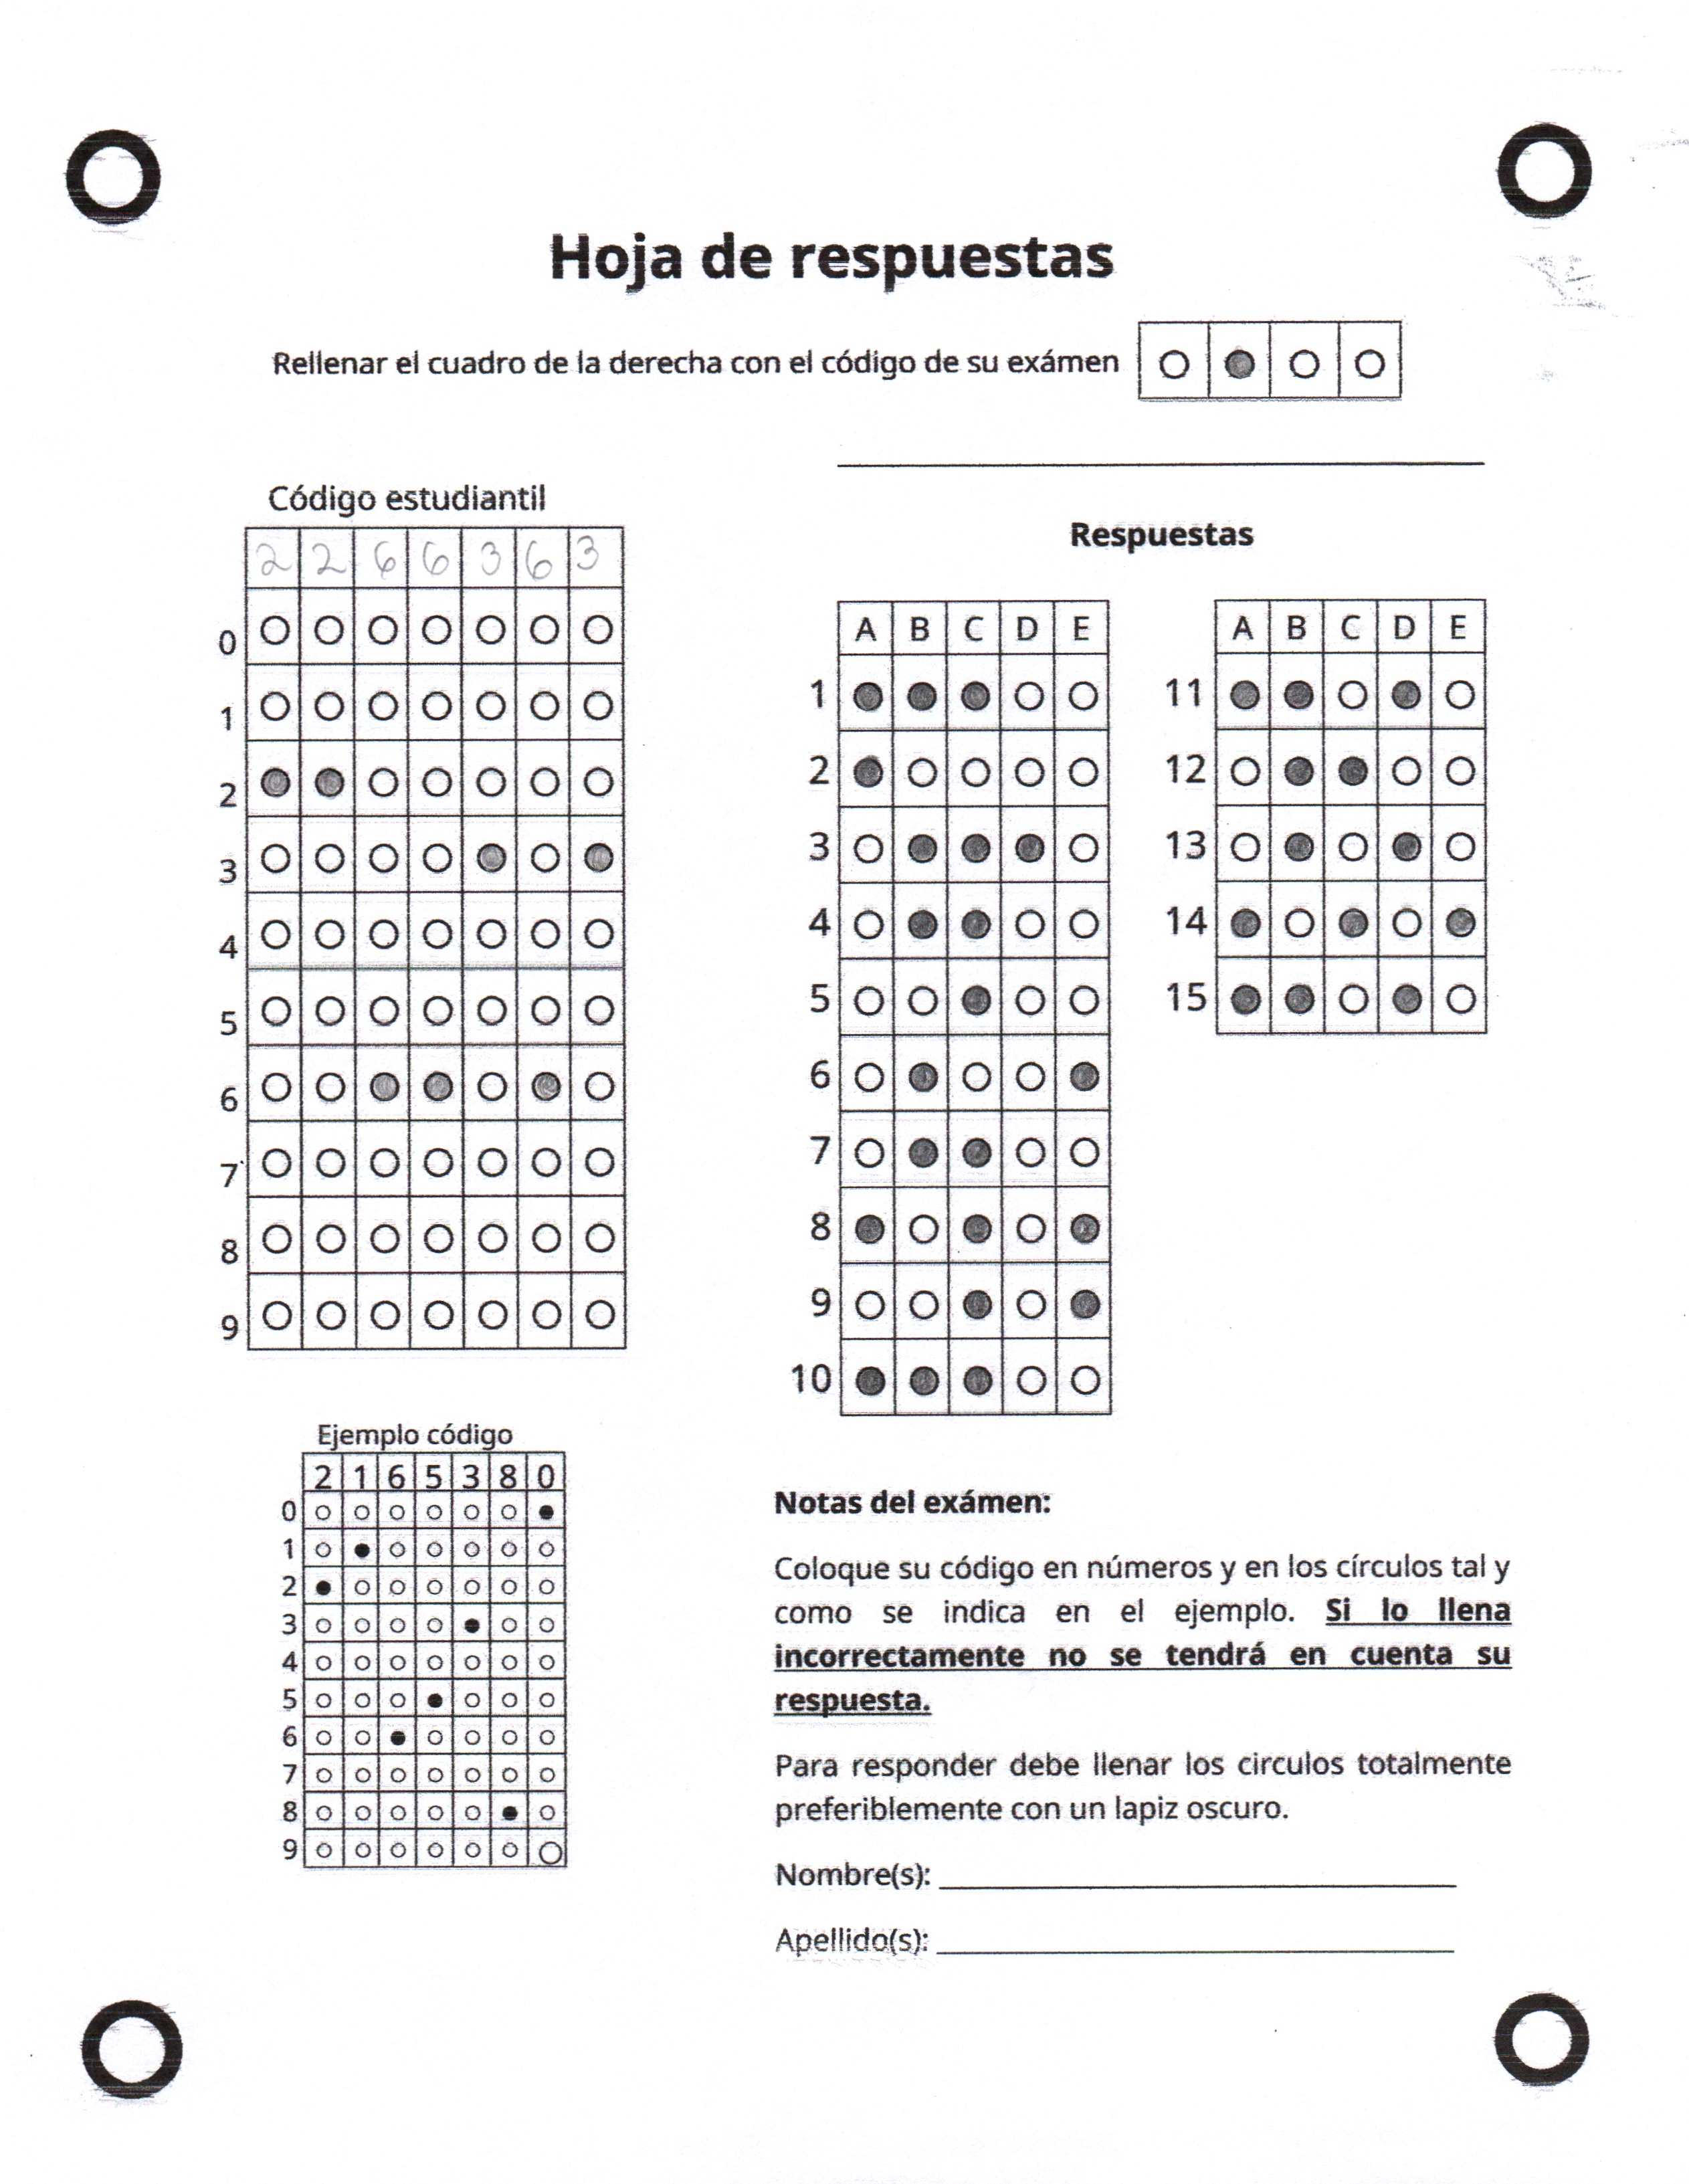 Hoja de respuestas
Rellenar el cuadro de la derecha con el código de su exámen
Código estudiantil
2 2 6 6 3 6 3
0
1
2
3
4
5
6
7
8
9
Respuestas
A B C D E
1
2
3
4
5
6
7
8
9
10
A B C D E
11
12
13
14
15
Ejemplo código
2 1 6 5 3 8 0
0
1
2
3
4
5
6
7
8
9
Notas del exámen:
Coloque su código en números y en los círculos tal y
como se indica en el ejemplo. Si lo llena
incorrectamente no se tendrá en cuenta su
respuesta.
Para responder debe llenar los circulos totalmente
preferiblemente con un lapiz oscuro.
Nombre(s):
Apellido(s):